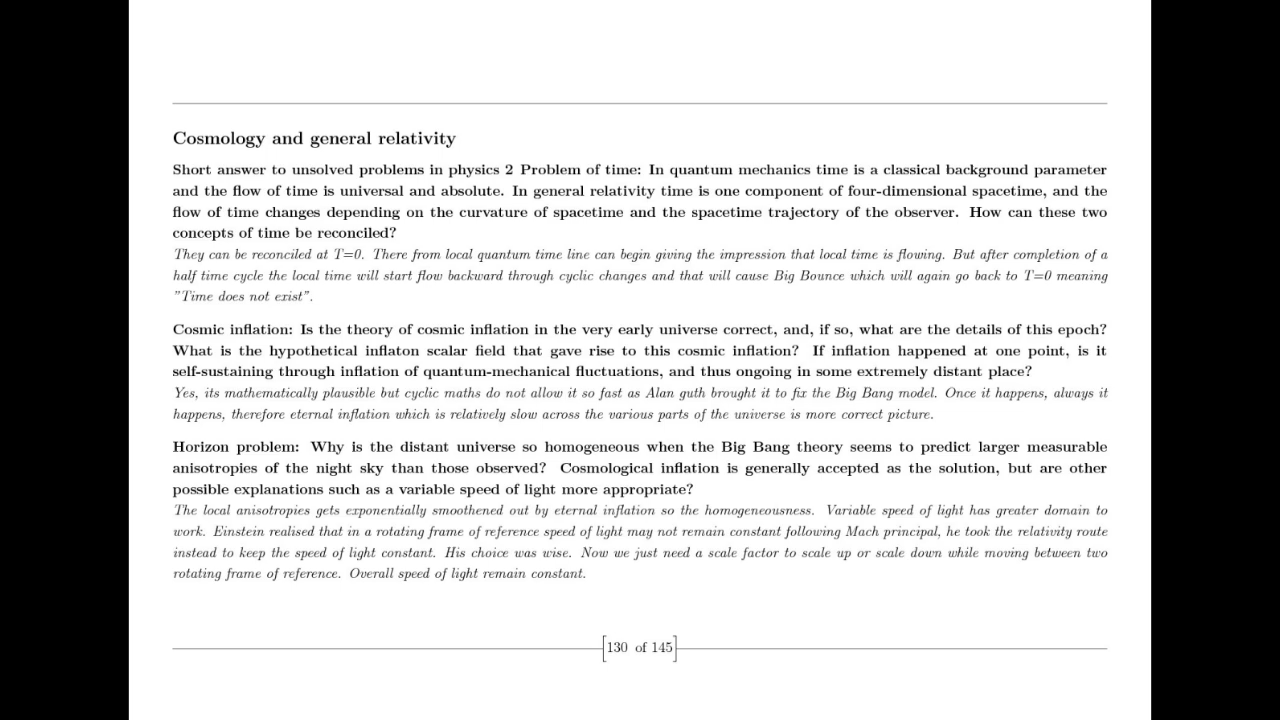 Cosmology and general relativity
Short answer to unsolved problems in physics 2 Problem of time: In quantum mechanics time is a classical background parameter
and the flow of time is universal and absolute. In general relativity time is one component of four-dimensional spacetime, and the
flow of time changes depending on the curvature of spacetime and the spacetime trajectory of the observer. How can these two
concepts of time be reconciled?
They can be reconciled at T=0. There from local quantum time line can begin giving the impression that local time is flowing. But after completion of a
half time cycle the local time will start flow backward through cyclic changes and that will cause Big Bounce which will again go back to T=0 meaning
"Time does not exist".
Cosmic inflation: Is the theory of cosmic inflation in the very early universe correct, and, if so, what are the details of this epoch?
What is the hypothetical inflaton scalar field that gave rise to this cosmic inflation? If inflation happened at one point, is it
self-sustaining through inflation of quantum-mechanical fluctuations, and thus ongoing in some extremely distant place?
Yes, its mathematically plausible but cyclic maths do not allow it so fast as Alan guth brought it to fix the Big Bang model. Once it happens, always it
happens, therefore eternal inflation which is relatively slow across the various parts of the universe is more correct picture.
Horizon problem: Why is the distant universe so homogeneous when the Big Bang theory seems to predict larger measurable
anisotropies of the night sky than those observed? Cosmological inflation is generally accepted as the solution, but are other
possible explanations such as a variable speed of light more appropriate?
The local anisotropies gets exponentially smoothened out by eternal inflation so the homogeneousness. Variable speed of light has greater domain to
work. Einstein realised that in a rotating frame of reference speed of light may not remain constant following Mach principal, he took the relativity route
instead to keep the speed of light constant. His choice was wise. Now we just need a scale factor to scale up or scale down while moving between two
rotating frame of reference. Overall speed of light remain constant.
130 of 145